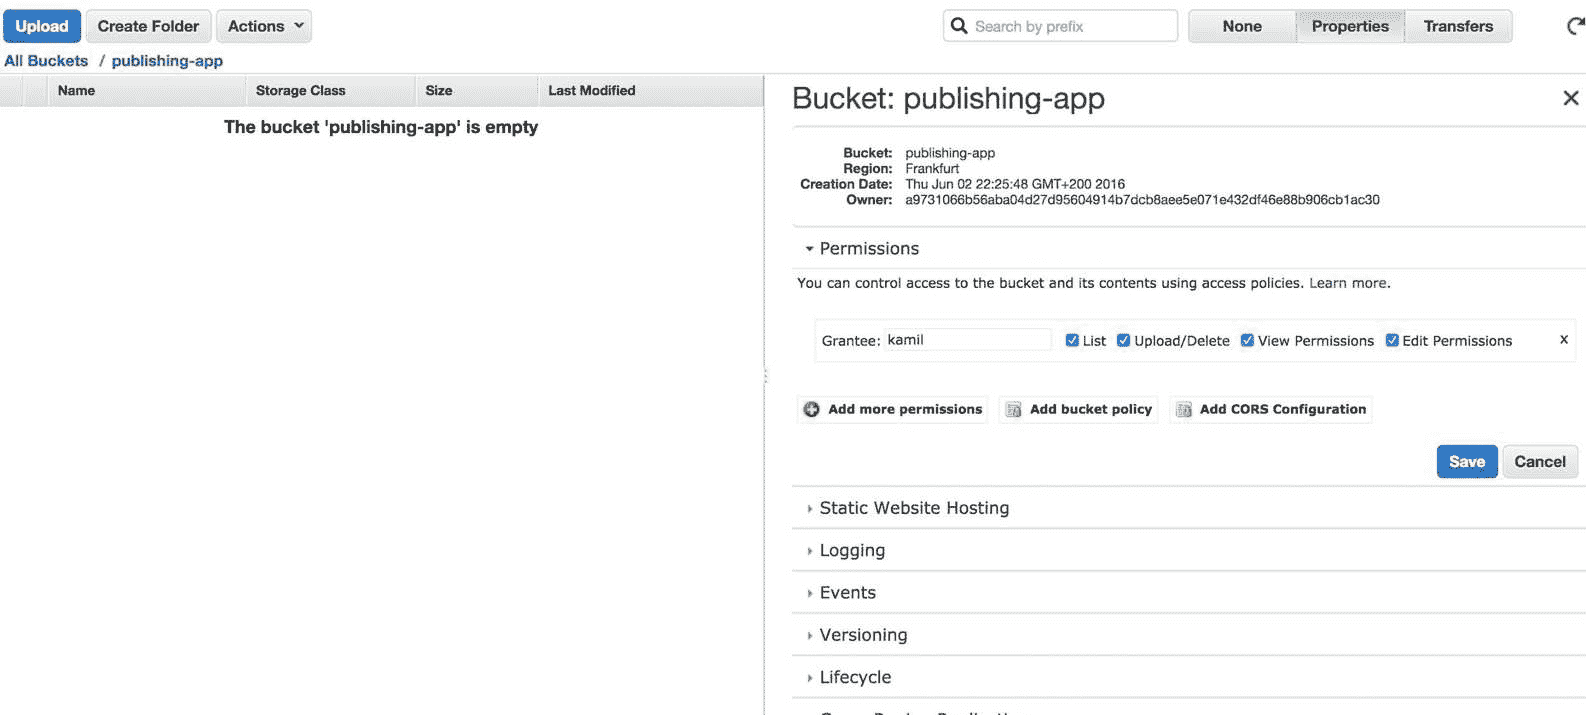 Upload Create Folder Actions Search by prefix None Properties Transfers
All Buckets / publishing-app
Name Storage Class Size Last Modified
The bucket 'publishing-app' is empty
Bucket: publishing-app
Bucket: publishing-app
Region: Frankfurt
Creation Date: Thu Jun 02 22:25:48 GMT+200 2016
Owner: a9731066b56aba04d27d95604914b7dcb8aee5e071e432df46e88b906cb1ac30
Permissions
You can control access to the bucket and its contents using access policies. Learn more.
Grantee: kamil List Upload/Delete View Permissions Edit Permissions x
Add more permissions Add bucket policy Add CORS Configuration
Save Cancel
Static Website Hosting
Logging
Events
Versioning
Lifecycle